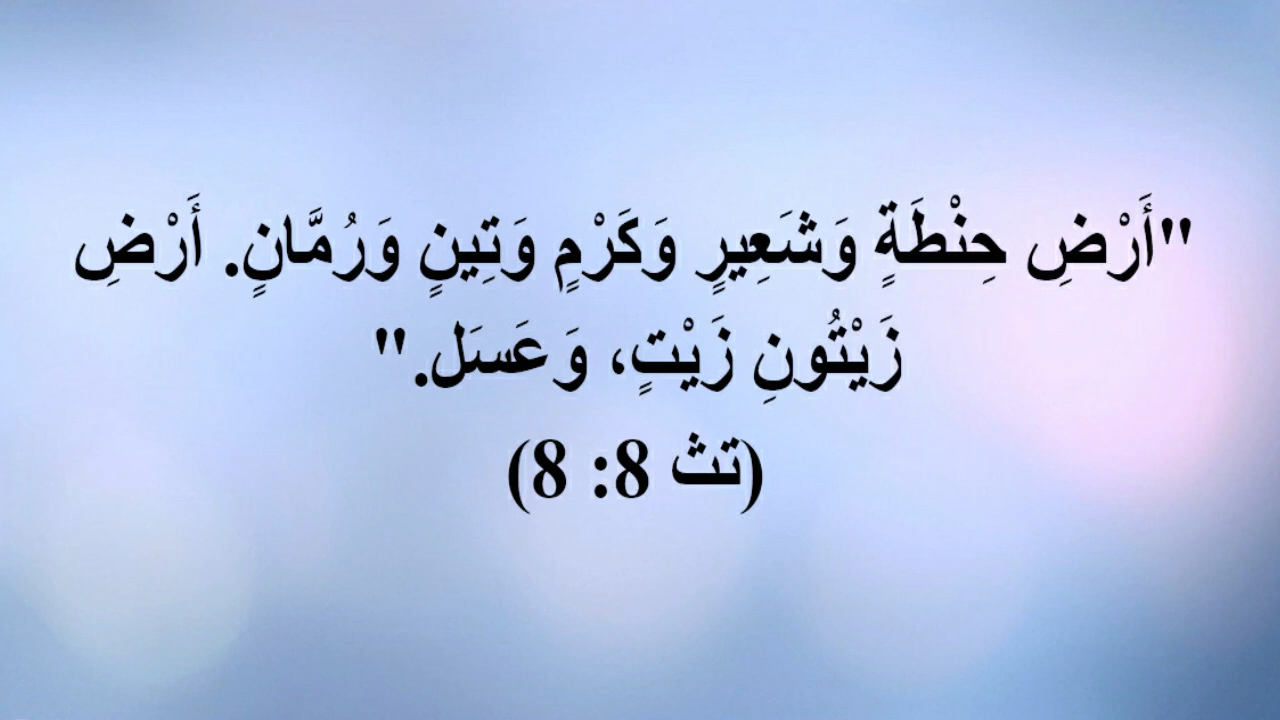 "أَرْضِ حِنْطَةٍ وَشَعِيرٍ وَكَرْمٍ وَتِينٍ وَرُمَّانٍ. أَرْضِ
زَيْتُونِ زَيْتٍ، وَعَسَل."
(تث 8: 8)